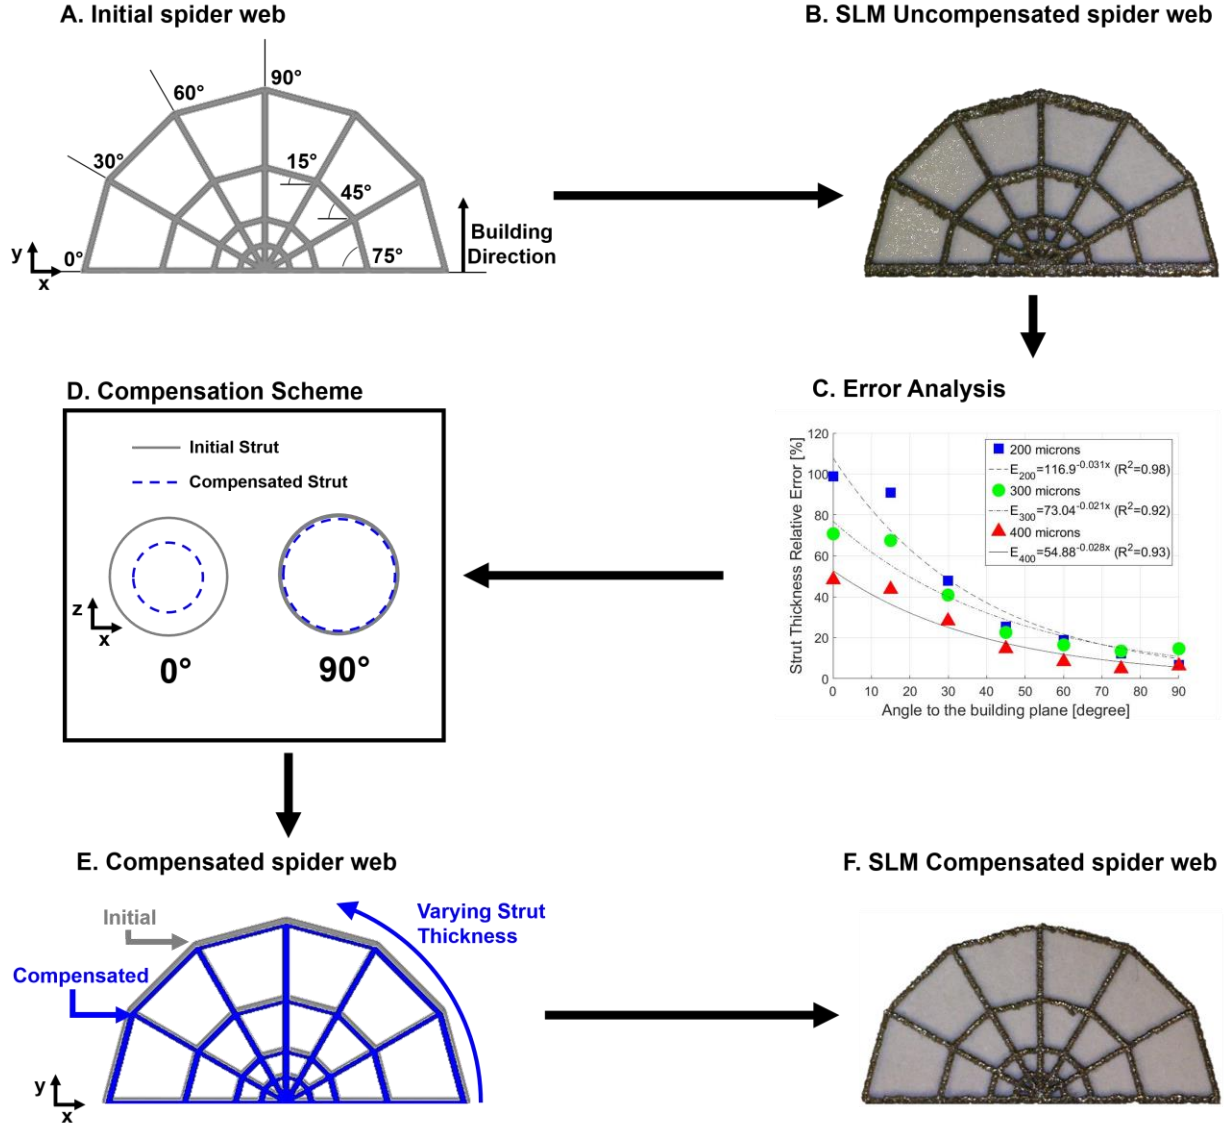 A. Initial spider web
B. SLM Uncompensated spider web
90°
60°
30°
15°
45°
75°
0°
Building
Direction
y
x
D. Compensation Scheme
C. Error Analysis
Initial Strut
Compensated Strut
z
x
0°
90°
Strut Thickness Relative Error [%]
120
100
80
60
40
20
0
200 microns
E200=116.9-0.031x (R2=0.98)
300 microns
E300=73.04-0.021x (R2=0.92)
400 microns
E400=54.88-0.028x (R2=0.93)
0 10 20 30 40 50 60 70 80 90
Angle to the building plane [degree]
E. Compensated spider web
F. SLM Compensated spider web
Initial
Compensated
Varying Strut
Thickness
y
x